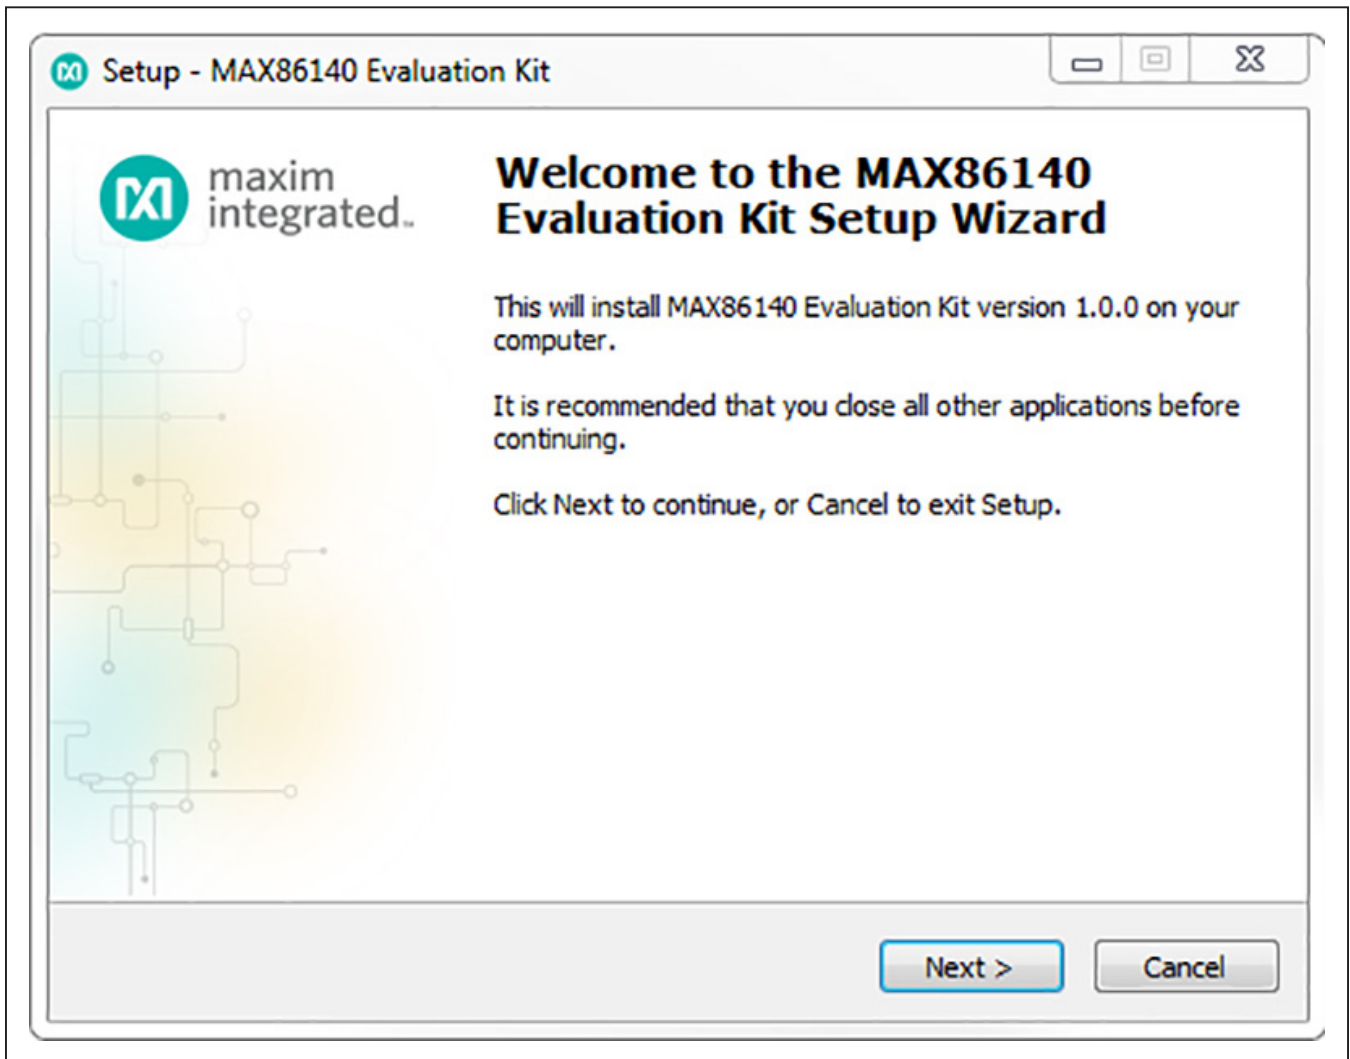 Setup - MAX86140 Evaluation Kit
maxim
integrated™
Welcome to the MAX86140
Evaluation Kit Setup Wizard
This will install MAX86140 Evaluation Kit version 1.0.0 on your
computer.
It is recommended that you close all other applications before
continuing.
Click Next to continue, or Cancel to exit Setup.
Next >
Cancel